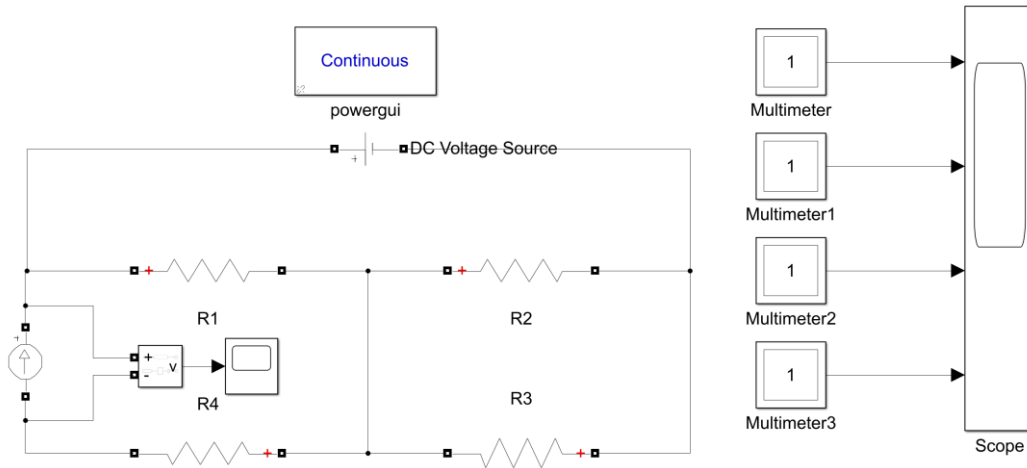 Continuous
powergui
+
DC Voltage Source
+
R1
+
R2
+
+
-
v
R4
+
R3
+
1
Multimeter
1
Multimeter1
1
Multimeter2
1
Multimeter3
Scope